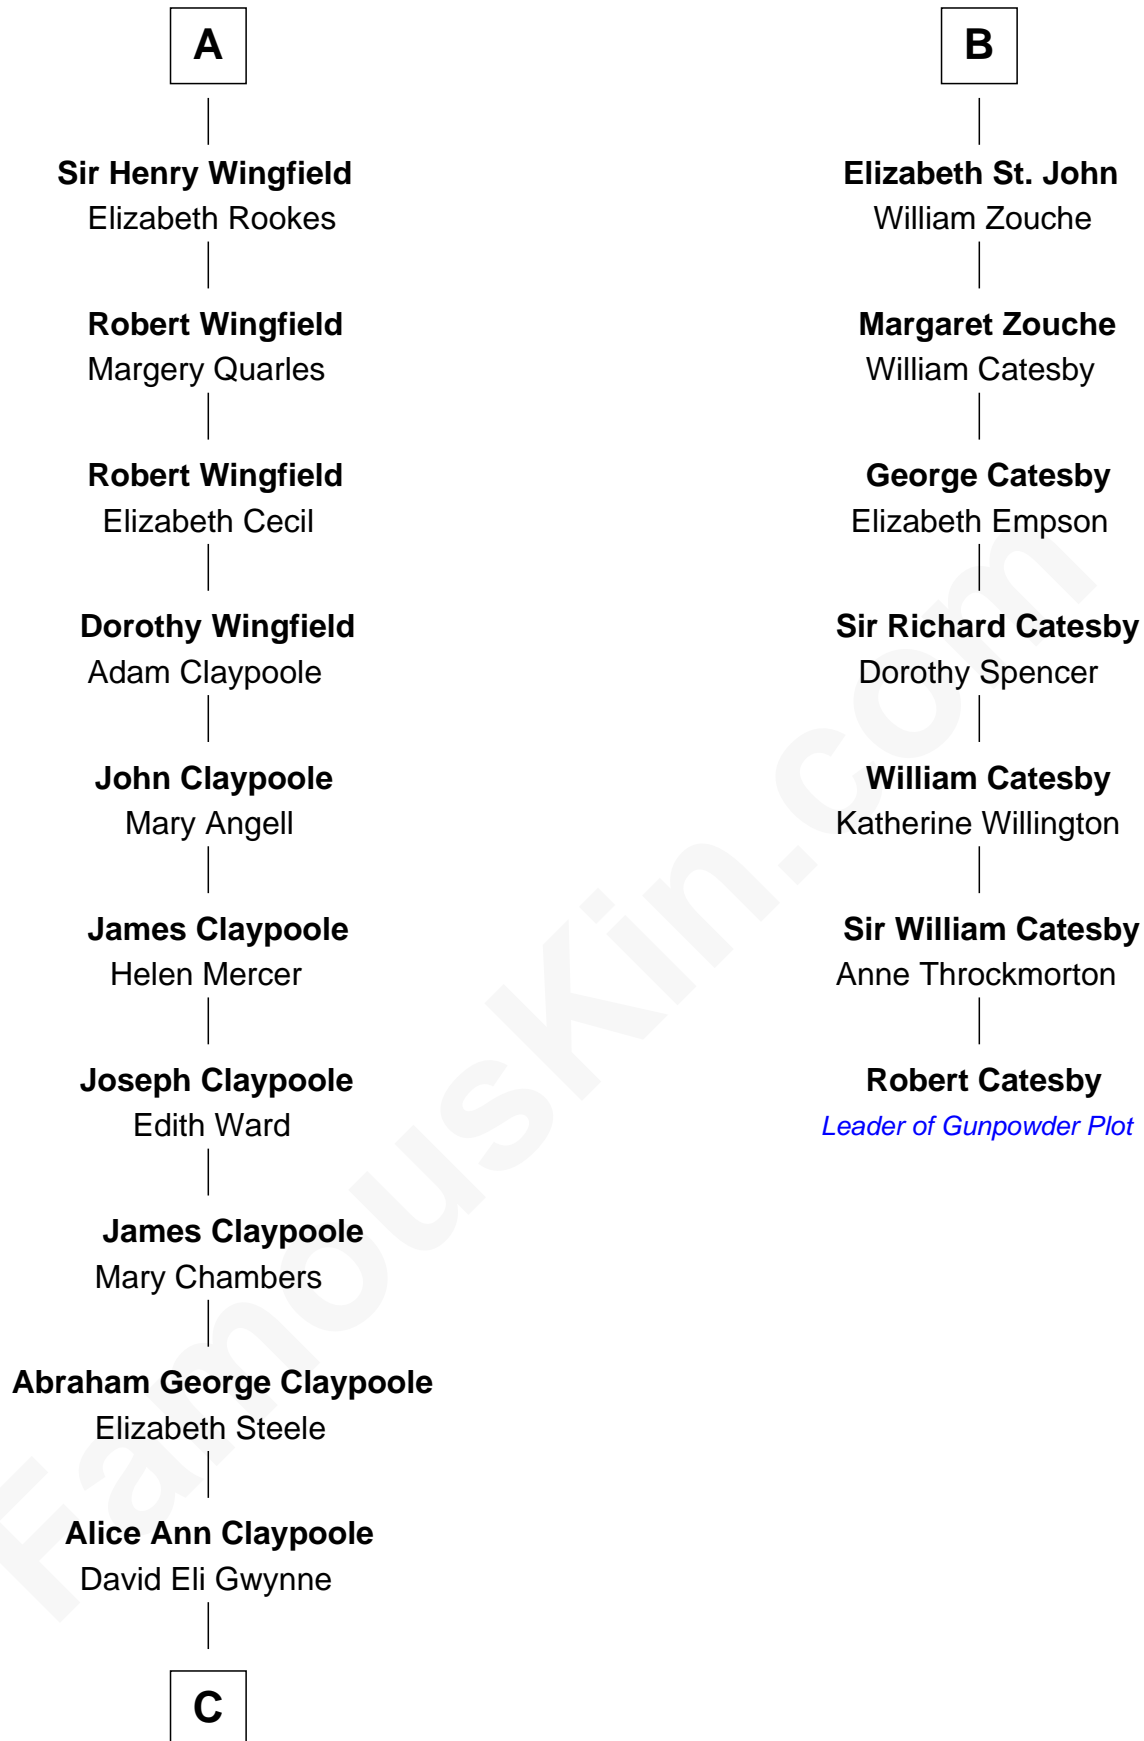 A
Sir Henry Wingfield
Elizabeth Rookes
Robert Wingfield
Margery Quarles
Robert Wingfield
Elizabeth Cecil
Dorothy Wingfield
Adam Claypoole
John Claypoole
Mary Angell
James Claypoole
Helen Mercer
Joseph Claypoole
Edith Ward
James Claypoole
Mary Chambers
Abraham George Claypoole
Elizabeth Steele
Alice Ann Claypoole
David Eli Gwynne
C
B
Elizabeth St. John
William Zouche
Margaret Zouche
William Catesby
George Catesby
Elizabeth Empson
Sir Richard Catesby
Dorothy Spencer
William Catesby
Katherine Willington
Sir William Catesby
Anne Throckmorton
Robert Catesby
Leader of Gunpowder Plot
FamousKin.com